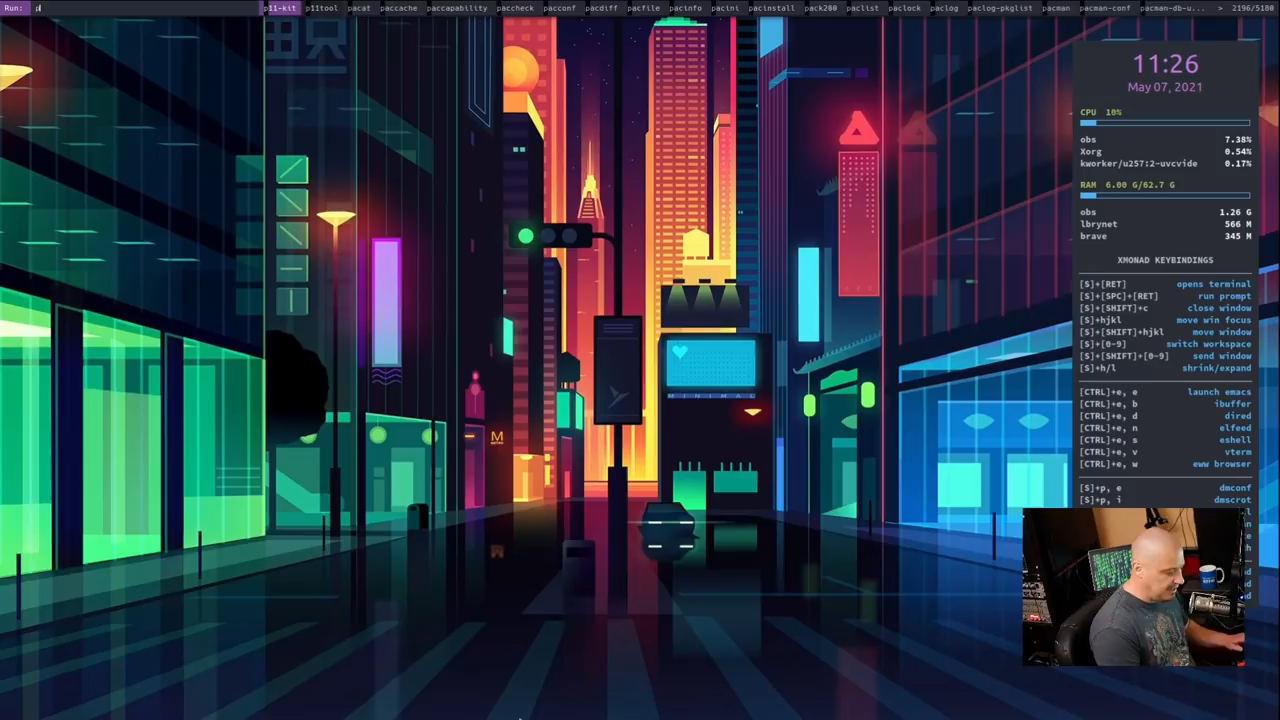 Run: p p11-kit p11tool pacat paccache paccapability paccheck pacconf pacdiff pacfile pacinfo pacini pacinstall pack200 paclist paclock paclog paclog-pkglist pacman pacman-conf pacman-db-u... > 2196/5180
11:26
May 07, 2021
CPU 10%
obs 7.38%
Xorg 0.54%
kworker/u257:2-uvcvide 0.17%
RAM 6.00 G/62.7 G
obs 1.26 G
lbrynet 566 M
brave 345 M
XMONAD KEYBINDINGS
[S]+[RET] opens terminal
[S]+[SPC]+[RET] run prompt
[S]+[SHIFT]+c close window
[S]+hjkl move win focus
[S]+[SHIFT]+hjkl move window
[S]+[0-9] switch workspace
[S]+[SHIFT]+[0-9] send window
[S]+h/l shrink/expand
[CTRL]+e, e launch emacs
[CTRL]+e, b ibuffer
[CTRL]+e, d dired
[CTRL]+e, n elfeed
[CTRL]+e, s eshell
[CTRL]+e, v vterm
[CTRL]+e, w eww browser
[S]+p, e dmconf
[S]+p, i dmscrot
M
MINIMAL